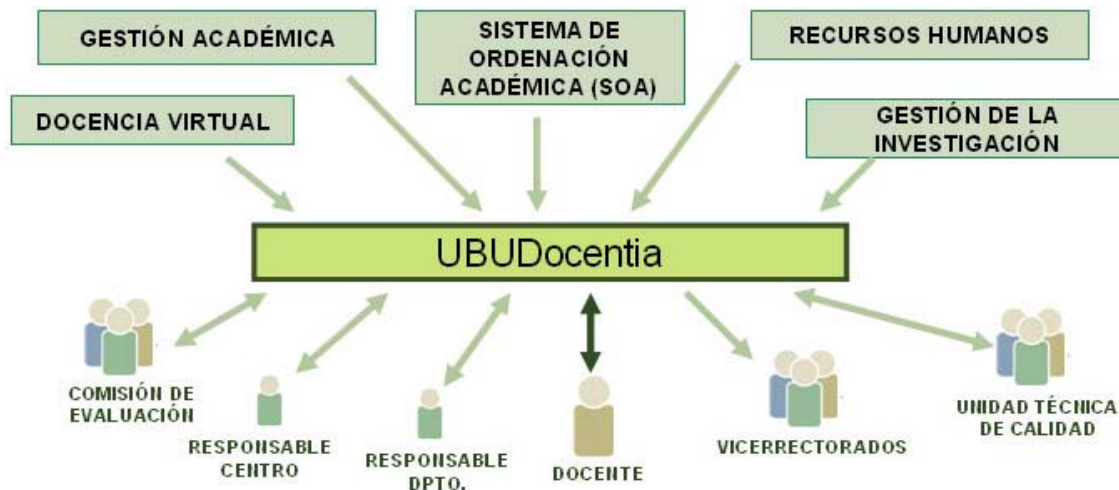 GESTIÓN ACADÉMICA
SISTEMA DE
ORDENACIÓN
ACADÉMICA (SOA)
RECURSOS HUMANOS
DOCENCIA VIRTUAL
GESTIÓN DE LA
INVESTIGACIÓN
UBUDocentia
COMISIÓN DE
EVALUACIÓN
RESPONSABLE
CENTRO
RESPONSABLE
DPTO.
DOCENTE
VICERRECTORADOS
UNIDAD TÉCNICA
DE CALIDAD